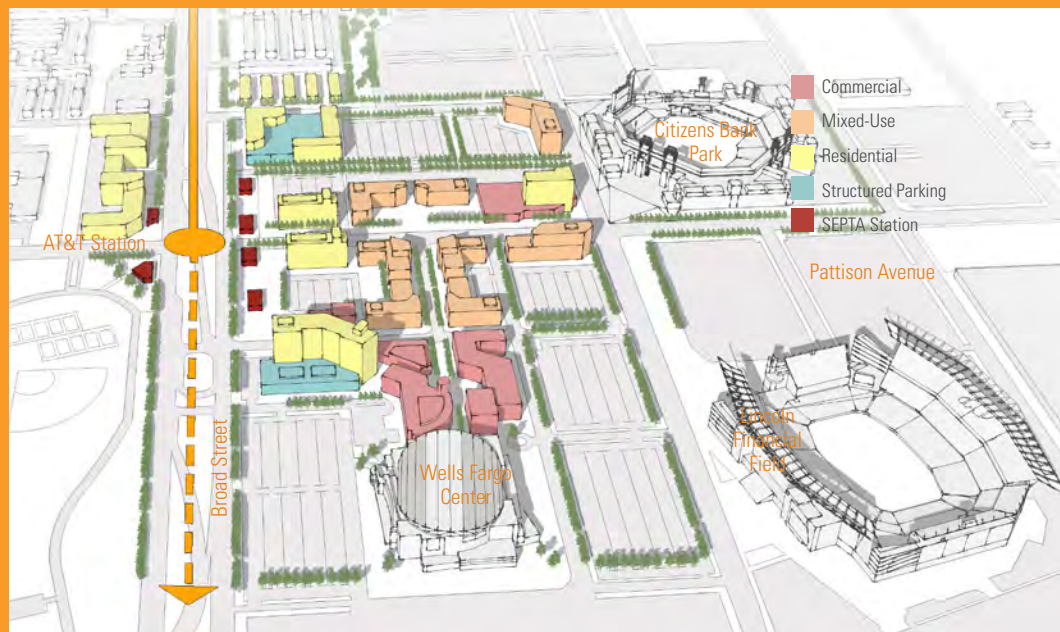 Commercial
Mixed-Use
Residential
Structured Parking
SEPTA Station
Citizens Bank
Park
AT&T Station
Pattison Avenue
Broad Street
Wells Fargo
Center
Lincoln
Financial
Field